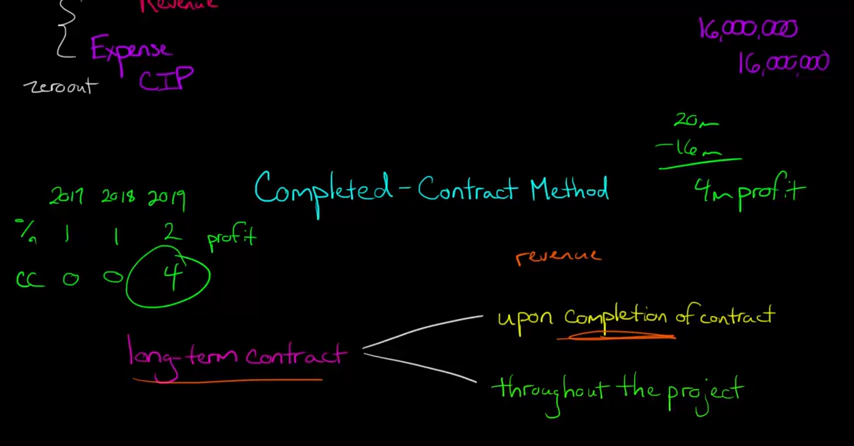 Revenue
Expense 16,000,000
zero out CIP 16,000,000
20m
-16m
4m profit
Completed-Contract Method
2017 2018 2019
% 1 1 2 profit
CC 0 0 4
revenue
upon completion of contract
long-term contract
throughout the project